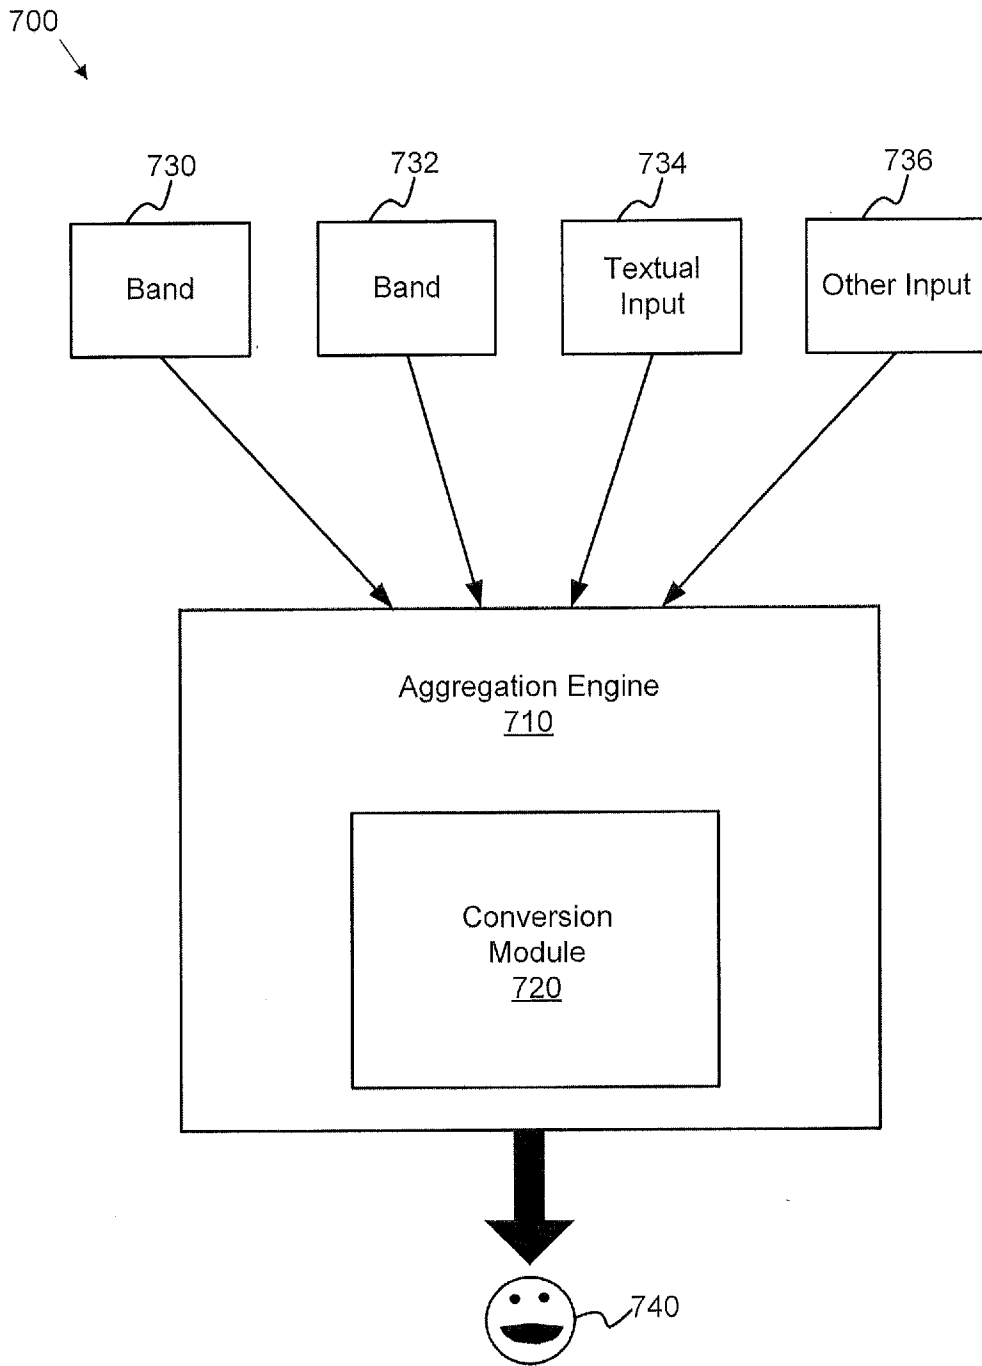 700
730
732
734
736
Band
Band
Textual
Input
Other Input
Aggregation Engine
710
Conversion
Module
720
740